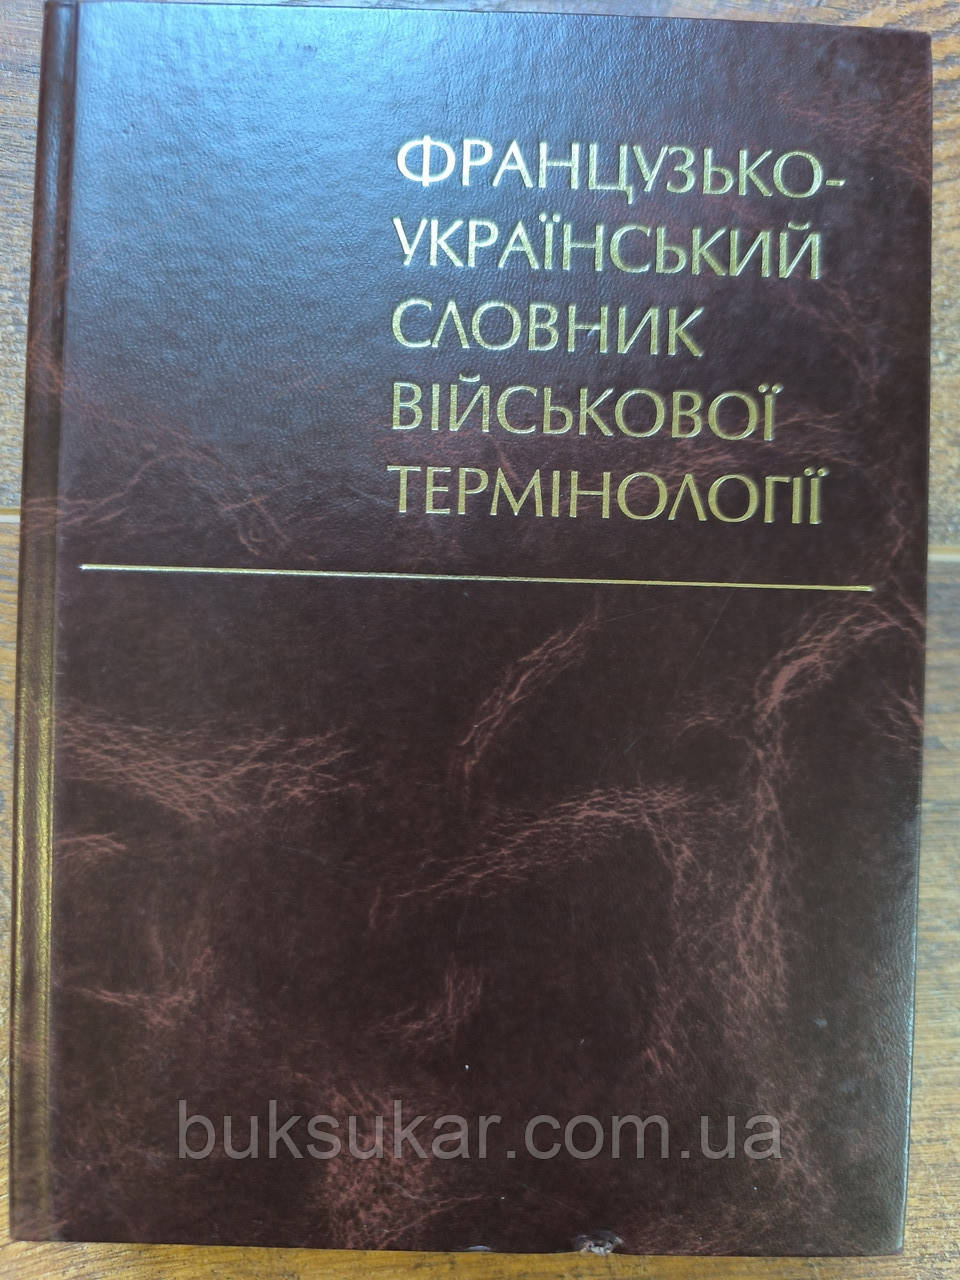 ФРАНЦУЗЬКО-
УКРАЇНСЬКИЙ
СЛОВНИК
ВІЙСЬКОВОЇ
ТЕРМІНОЛОГІЇ
buksukar.com.ua